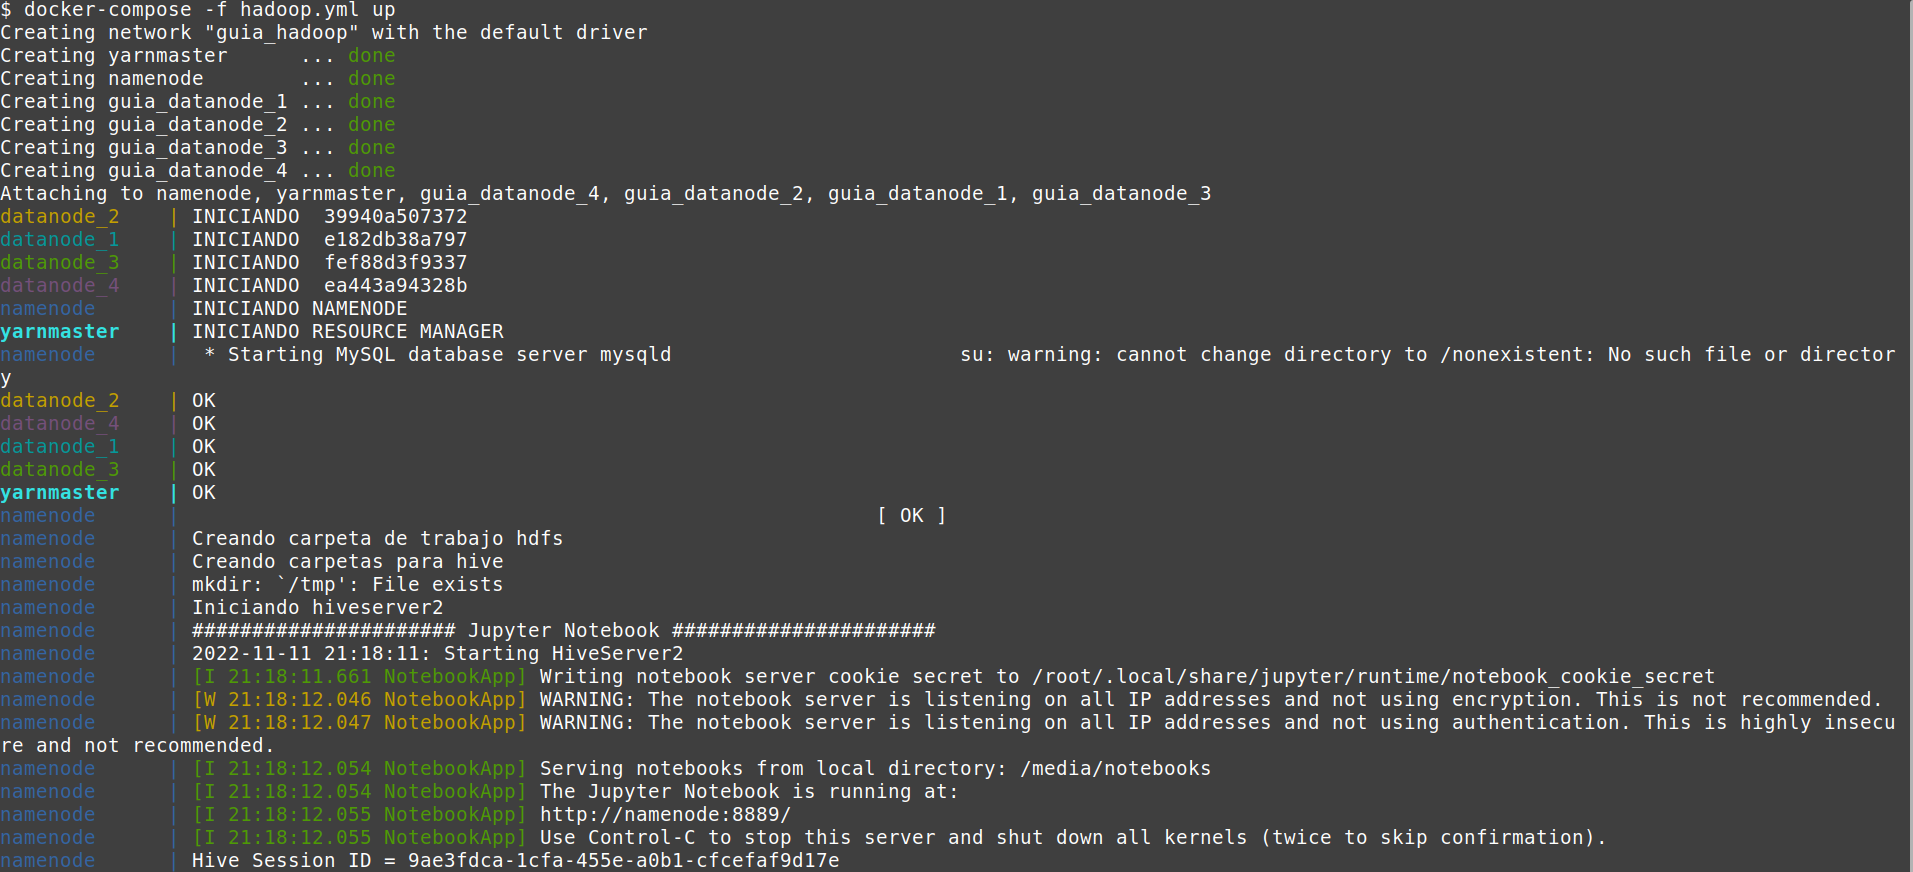 $ docker-compose -f hadoop.yml up
Creating network "guia_hadoop" with the default driver
Creating yarnmaster      ... done
Creating namenode        ... done
Creating guia_datanode_1 ... done
Creating guia_datanode_2 ... done
Creating guia_datanode_3 ... done
Creating guia_datanode_4 ... done
Attaching to namenode, yarnmaster, guia_datanode_4, guia_datanode_2, guia_datanode_1, guia_datanode_3
datanode_2    | INICIANDO  39940a507372
datanode_1    | INICIANDO  e182db38a797
datanode_3    | INICIANDO  fef88d3f9337
datanode_4    | INICIANDO  ea443a94328b
namenode      | INICIANDO NAMENODE
yarnmaster    | INICIANDO RESOURCE MANAGER
namenode      |  * Starting MySQL database server mysqld                        su: warning: cannot change directory to /nonexistent: No such file or director
y
datanode_2    | OK
datanode_4    | OK
datanode_1    | OK
datanode_3    | OK
yarnmaster    | OK
namenode      |                                                          [ OK ]
namenode      | Creando carpeta de trabajo hdfs
namenode      | Creando carpetas para hive
namenode      | mkdir: `/tmp': File exists
namenode      | Iniciando hiveserver2
namenode      | ###################### Jupyter Notebook ######################
namenode      | 2022-11-11 21:18:11: Starting HiveServer2
namenode      | [I 21:18:11.661 NotebookApp] Writing notebook server cookie secret to /root/.local/share/jupyter/runtime/notebook_cookie_secret
namenode      | [W 21:18:12.046 NotebookApp] WARNING: The notebook server is listening on all IP addresses and not using encryption. This is not recommended.
namenode      | [W 21:18:12.047 NotebookApp] WARNING: The notebook server is listening on all IP addresses and not using authentication. This is highly insecu
re and not recommended.
namenode      | [I 21:18:12.054 NotebookApp] Serving notebooks from local directory: /media/notebooks
namenode      | [I 21:18:12.054 NotebookApp] The Jupyter Notebook is running at:
namenode      | [I 21:18:12.055 NotebookApp] http://namenode:8889/
namenode      | [I 21:18:12.055 NotebookApp] Use Control-C to stop this server and shut down all kernels (twice to skip confirmation).
namenode      | Hive Session ID = 9ae3fdca-1cfa-455e-a0b1-cfcefaf9d17e